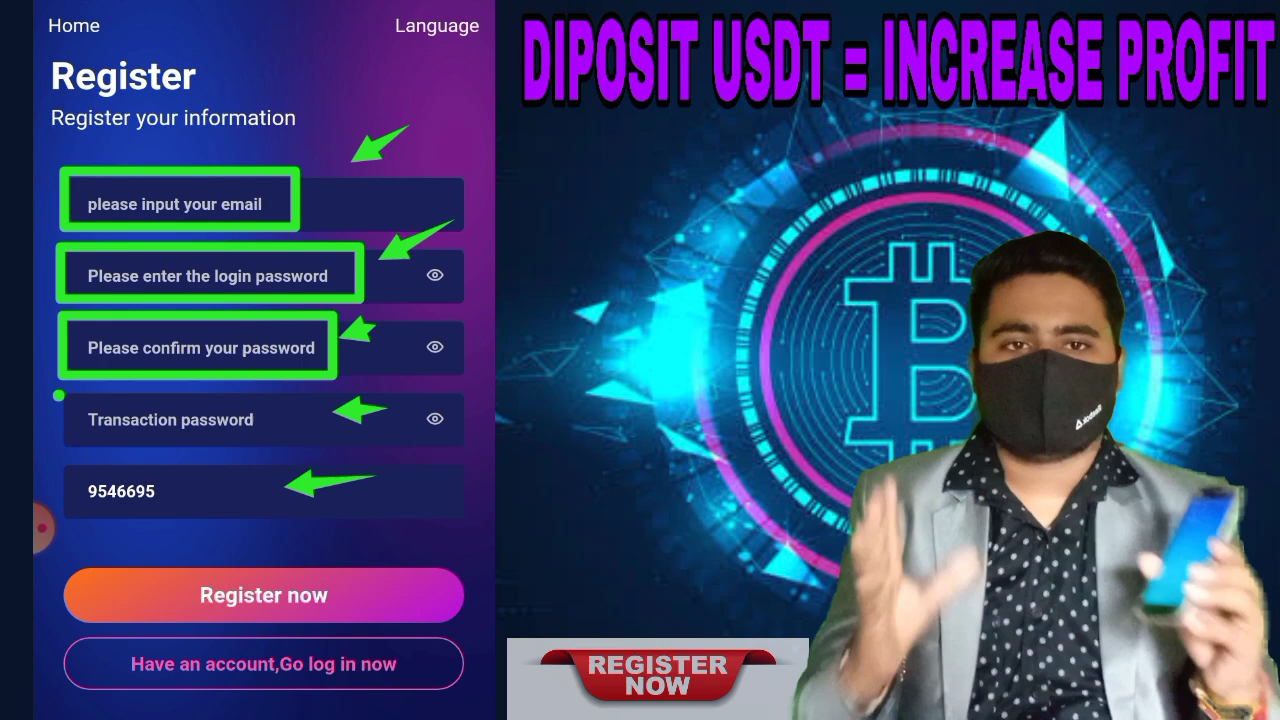 Home
Language
Register
Register your information
please input your email
Please enter the login password
Please confirm your password
Transaction password
9546695
Register now
Have an account,Go log in now
DIPOSIT USDT = INCREASE PROFIT
REGISTER
NOW